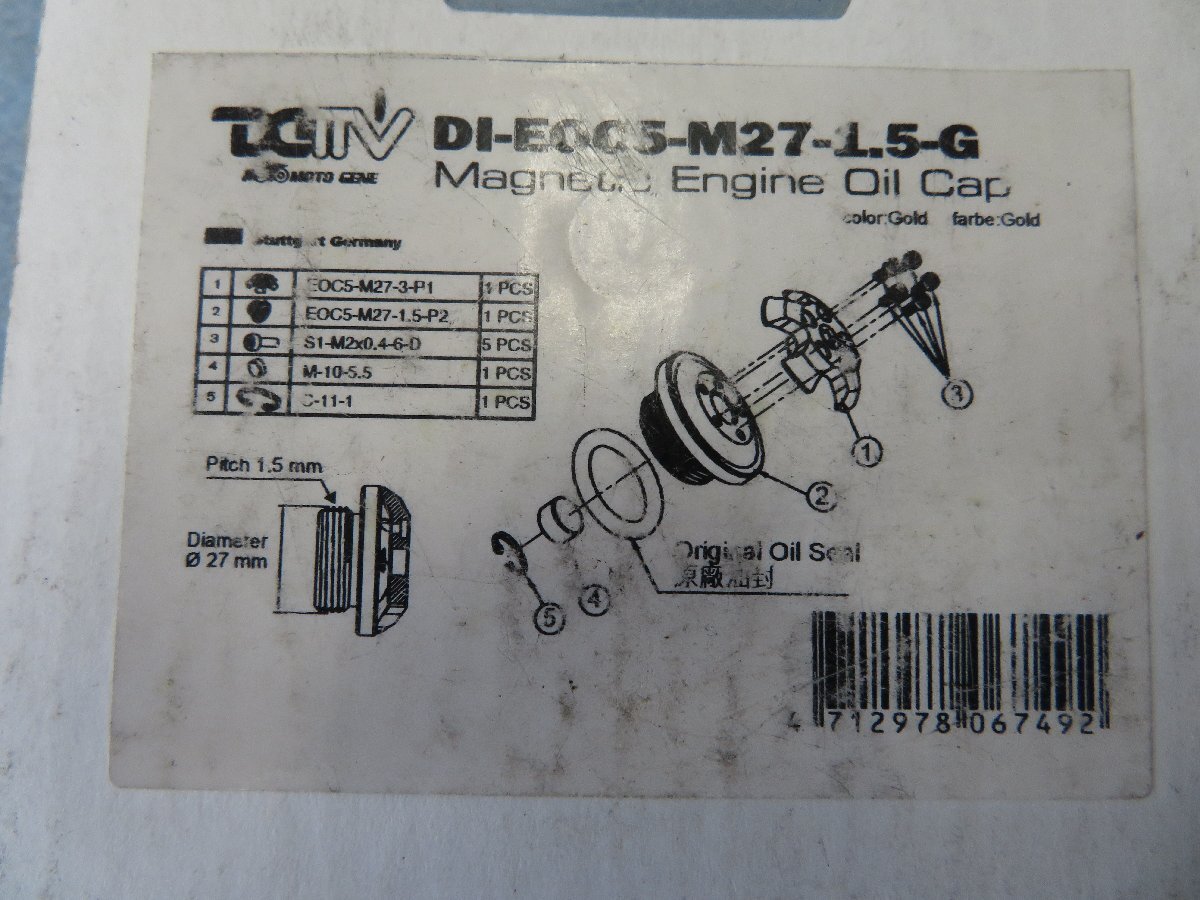 DI-EOC5-M27-1.5-G
AUTOMOTO GENE
Magnetic Engine Oil Cap
color:Gold farbe:Gold
Stuttgart Germany
1 EOC5-M27-3-P1 1 PCS
2 EOC5-M27-1.5-P2 1 PCS
3 S1-M2x0.4-6-D 5 PCS
4 M-10-5.5 1 PCS
5 C-11-1 1 PCS
3
1
2
Pitch 1.5 mm
Diameter
Ø 27 mm
Original Oil Seal
原廠油封
4
5
4 712978 067492